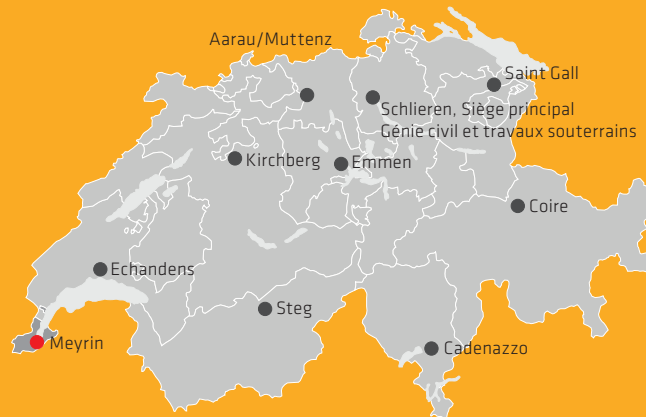 Aarau/Muttenz
Saint Gall
Schlieren, Siège principal
Génie civil et travaux souterrains
Kirchberg
Emmen
Coire
Echandens
Steg
Meyrin
Cadenazzo